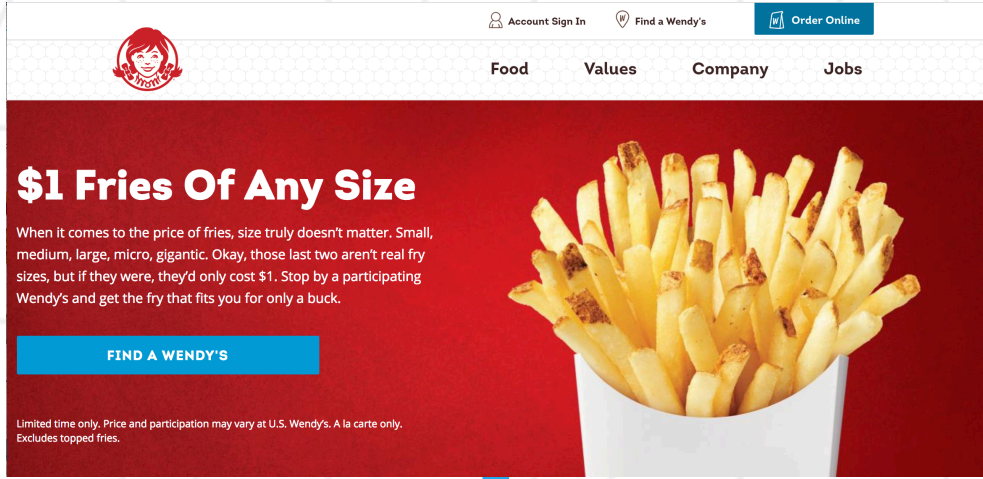 Account Sign In
Find a Wendy's
Order Online
Food
Values
Company
Jobs
$1 Fries Of Any Size
When it comes to the price of fries, size truly doesn't matter. Small,
medium, large, micro, gigantic. Okay, those last two aren't real fry
sizes, but if they were, they'd only cost $1. Stop by a participating
Wendy's and get the fry that fits you for only a buck.
FIND A WENDY'S
Limited time only. Price and participation may vary at U.S. Wendy's. A la carte only.
Excludes topped fries.